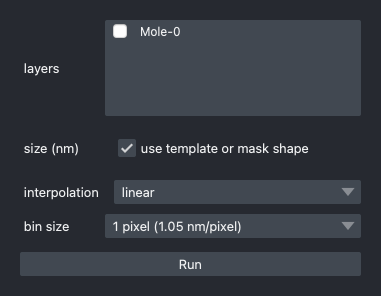 Mole-0
layers
size (nm) use template or mask shape
interpolation linear
bin size 1 pixel (1.05 nm/pixel)
Run